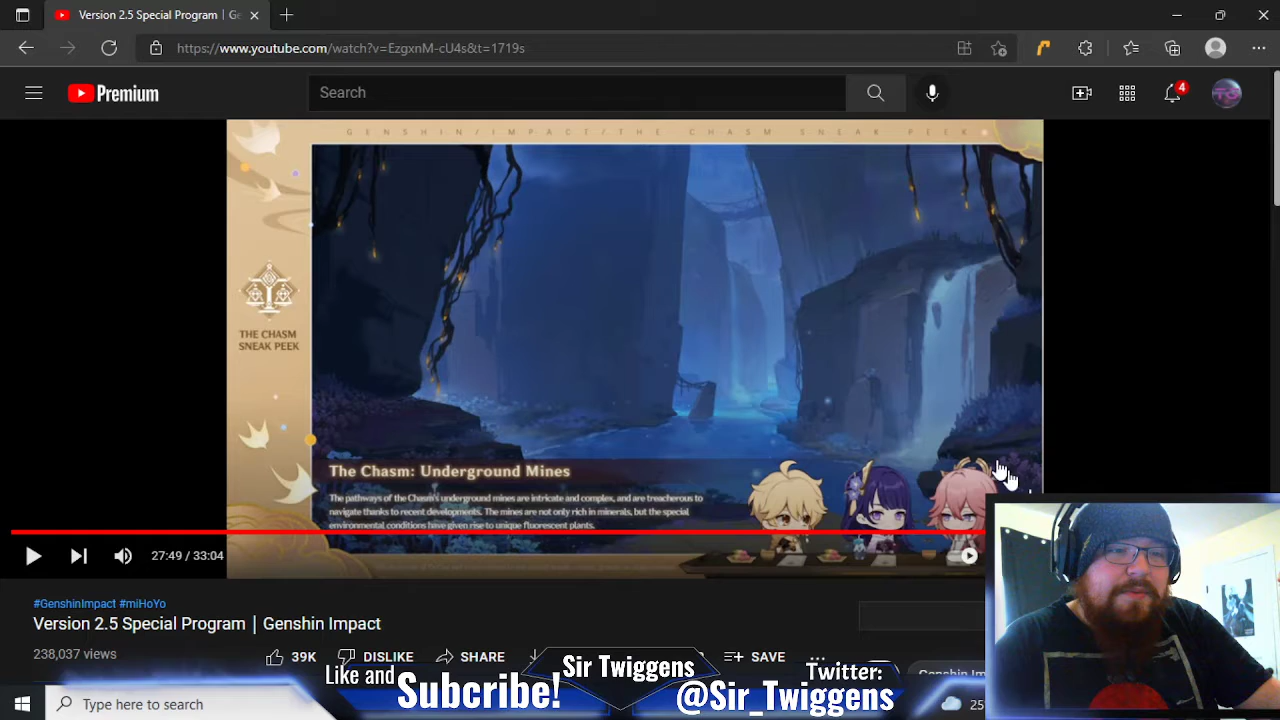 Version 2.5 Special Program | Ge
https://www.youtube.com/watch?v=EzgxnM-cU4s&t=1719s
Premium
Search
4
GENSHIN/IMPACT/THE CHASM SNEAK PEEK
THE CHASM
SNEAK PEEK
The Chasm: Underground Mines
The pathways of the Chasm's underground mines are intricate and complex, and are treacherous to
navigate thanks to recent developments. The mines are not only rich in minerals, but the special
environmental conditions have given rise to unique fluorescent plants.
27:49 / 33:04
#GenshinImpact #miHoYo
Version 2.5 Special Program | Genshin Impact
238,037 views
39K
DISLIKE
SHARE
SAVE
Genshin Im
Like and
Subcribe!
Sir Twiggens
Twitter:
@Sir_Twiggens
Type here to search
25